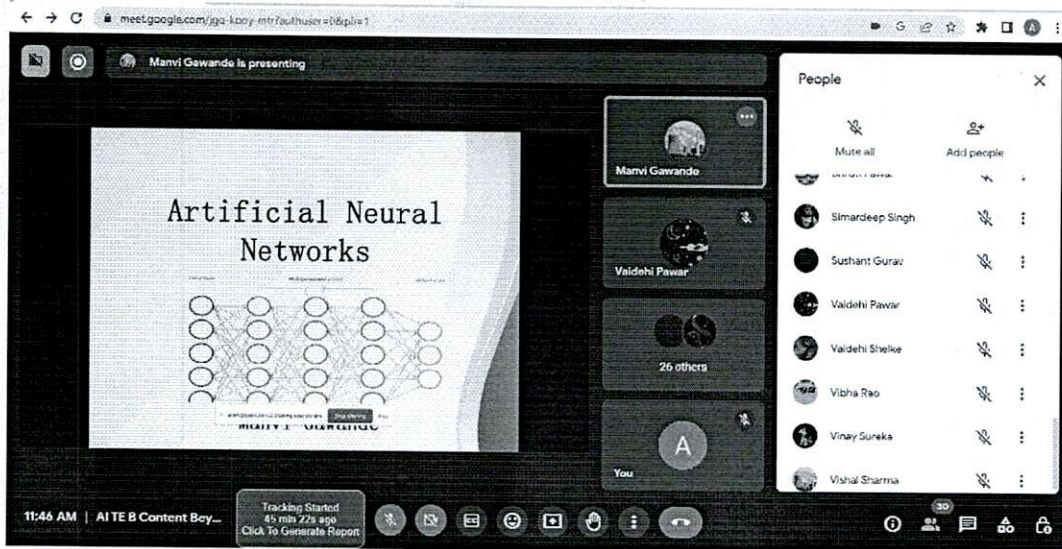 meet.google.com/jgq-kpoy-mtr?authuser=0&pli=1
G
A
Manvi Gawande is presenting
Artificial Neural
Networks
Stop sharing
Manvi Gawande
Manvi Gawande
Vaidehi Pawar
26 others
A
You
People
Mute all
Add people
Simardeep Singh
Sushant Gurav
Vaidehi Pawar
Vaidehi Shelke
Vibha Rao
Vinay Sureka
Vishal Sharma
11:46 AM | AI TE B Content Bey...
Tracking Started
45 min 22s ago
Click To Generate Report
30